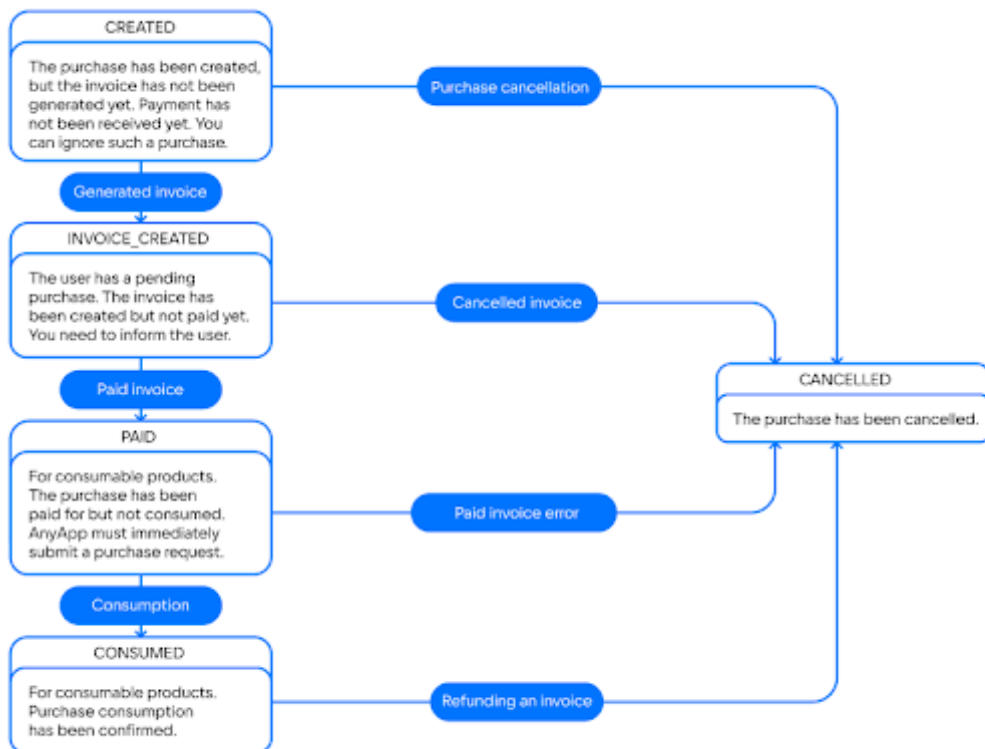 CREATED
The purchase has been created,
but the invoice has not been
generated yet. Payment has
not been received yet. You
can ignore such a purchase.
Purchase cancellation
Generated invoice
INVOICE_CREATED
The user has a pending
purchase. The invoice has
been created but not paid yet.
You need to inform the user.
Cancelled invoice
Paid invoice
CANCELLED
The purchase has been cancelled.
PAID
For consumable products.
The purchase has been
paid for but not consumed.
AnyApp must immediately
submit a purchase request.
Paid invoice error
Consumption
CONSUMED
For consumable products.
Purchase consumption
has been confirmed.
Refunding an invoice